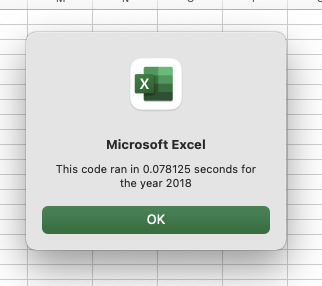 X
Microsoft Excel
This code ran in 0.078125 seconds for
the year 2018
OK